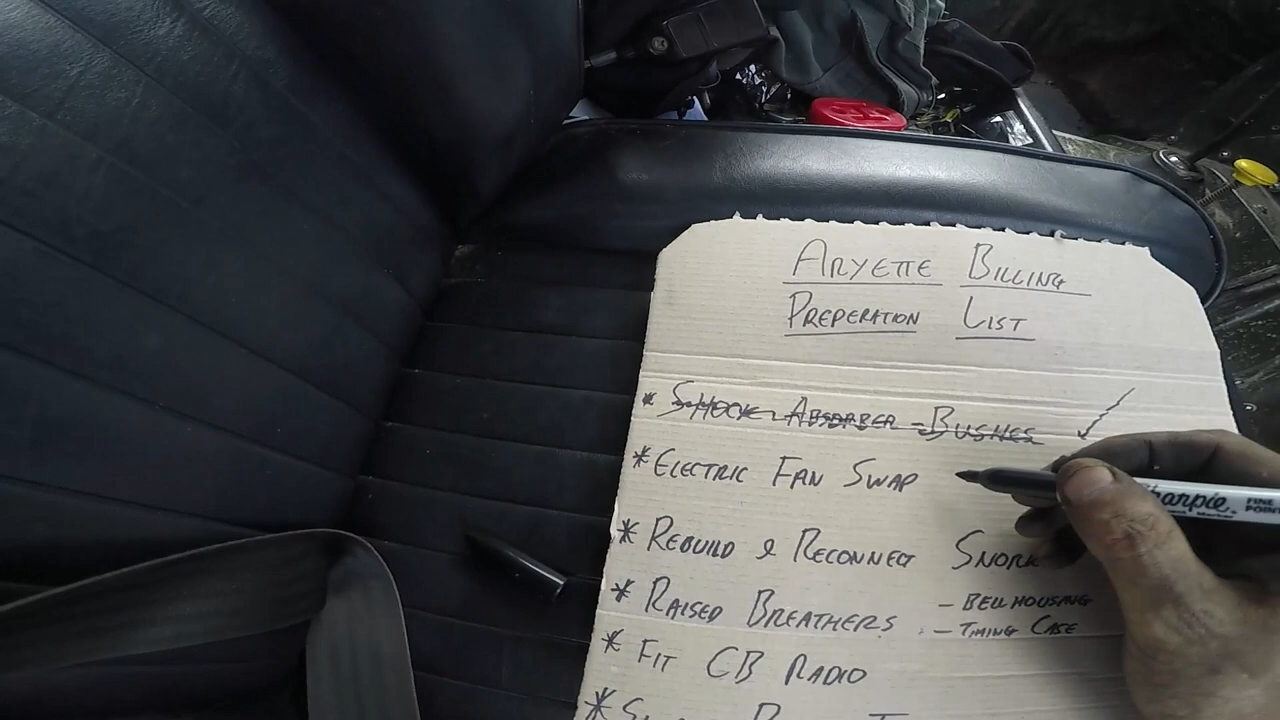 ARYETTE BILLING
PREPERATION LIST
* SHOCK ABSORBER BUSHES ✓
* ELECTRIC FAN SWAP
* REBUILD & RECONNECT SNORK
* RAISED BREATHERS - BELLHOUSING
- TIMING CASE
* FIT CB RADIO
Sharpie. FINE
POINT